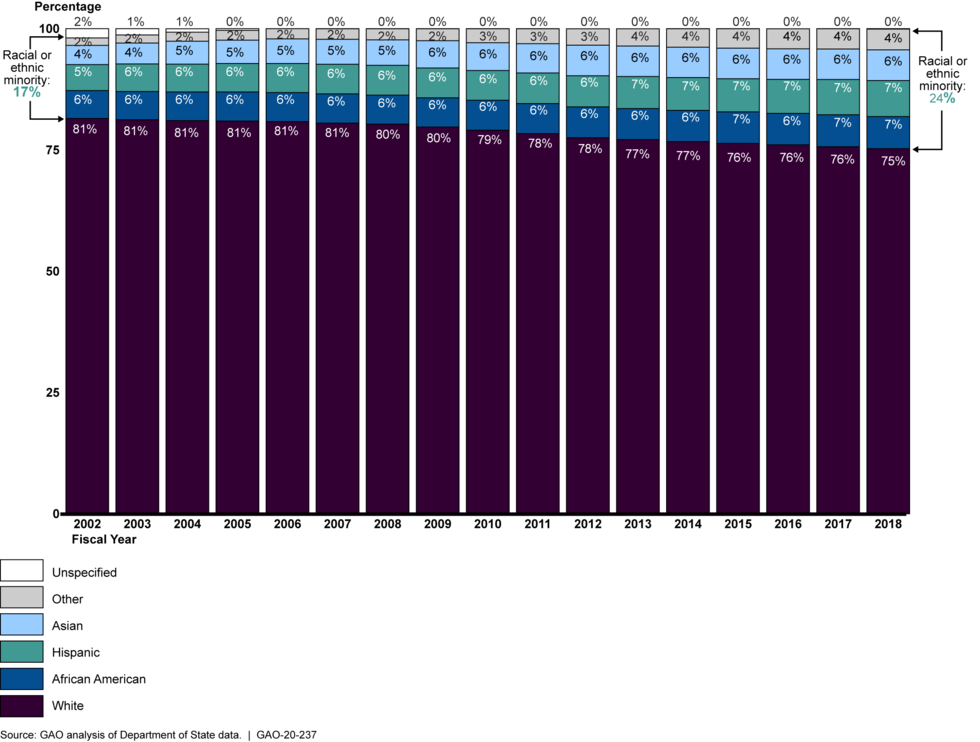 Percentage
2% 1% 1% 0% 0% 0% 0% 0% 0% 0% 0% 0% 0% 0% 0% 0% 0%
100
2% 2% 2% 2% 2% 2% 2% 2% 3% 3% 3% 4% 4% 4% 4% 4% 4%
4% 4% 5% 5% 5% 5% 5% 6% 6% 6% 6% 6% 6% 6% 6% 6% 6%
5% 6% 6% 6% 6% 6% 6% 6% 6% 6% 6% 7% 7% 7% 7% 7% 7%
6% 6% 6% 6% 6% 6% 6% 6% 6% 6% 6% 6% 6% 7% 6% 7% 7%
81% 81% 81% 81% 81% 81% 80% 80% 79% 78% 78% 77% 77% 76% 76% 76% 75%
Racial or
ethnic
minority:
17%
Racial or
ethnic
minority:
24%
75
50
25
0
2002 2003 2004 2005 2006 2007 2008 2009 2010 2011 2012 2013 2014 2015 2016 2017 2018
Fiscal Year
Unspecified
Other
Asian
Hispanic
African American
White
Source: GAO analysis of Department of State data. | GAO-20-237